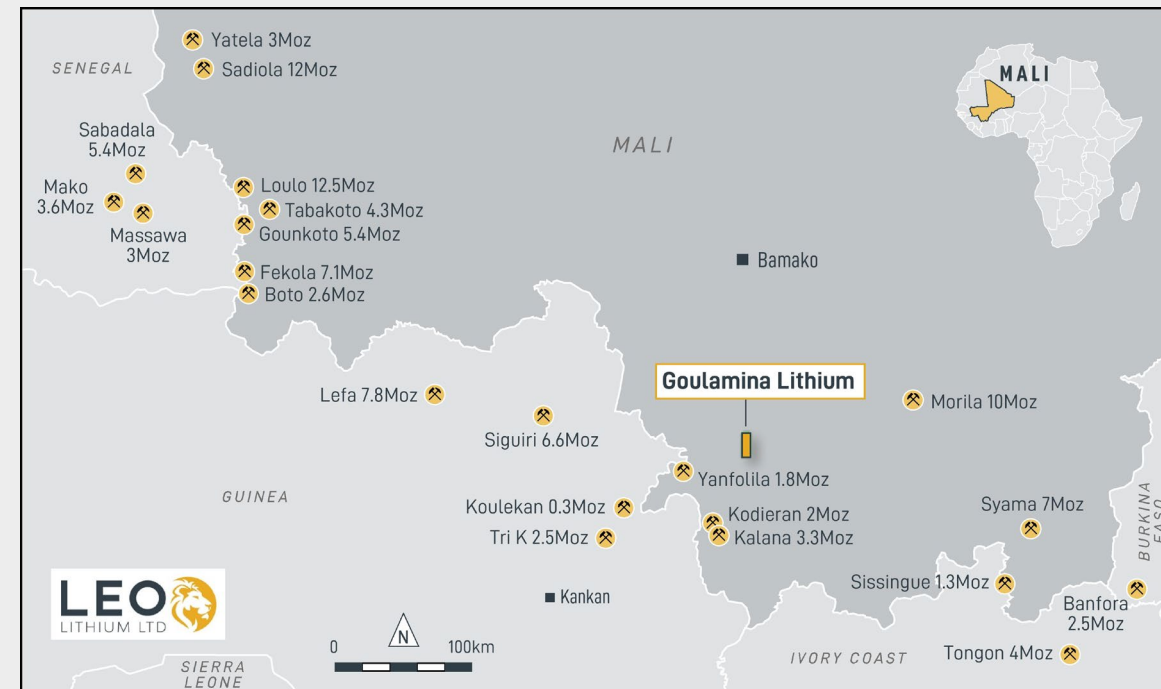 Yatela 3Moz
SENEGAL
Sadiola 12Moz
MALI
Sabadala
5.4Moz
MALI
Mako
3.6Moz
Loulo 12.5Moz
Tabakoto 4.3Moz
Massawa
3Moz
Gounkoto 5.4Moz
Fekola 7.1Moz
Bamako
Boto 2.6Moz
Goulamina Lithium
Lefa 7.8Moz
Morila 10Moz
Siguiri 6.6Moz
Yanfolila 1.8Moz
GUINEA
Koulekan 0.3Moz
Kodieran 2Moz
Syama 7Moz
BURKINA
FASO
Tri K 2.5Moz
Kalana 3.3Moz
Sissingue 1.3Moz
LEO
LITHIUM LTD
Kankan
Banfora
2.5Moz
N
0 100km
IVORY COAST
Tongon 4Moz
SIERRA
LEONE